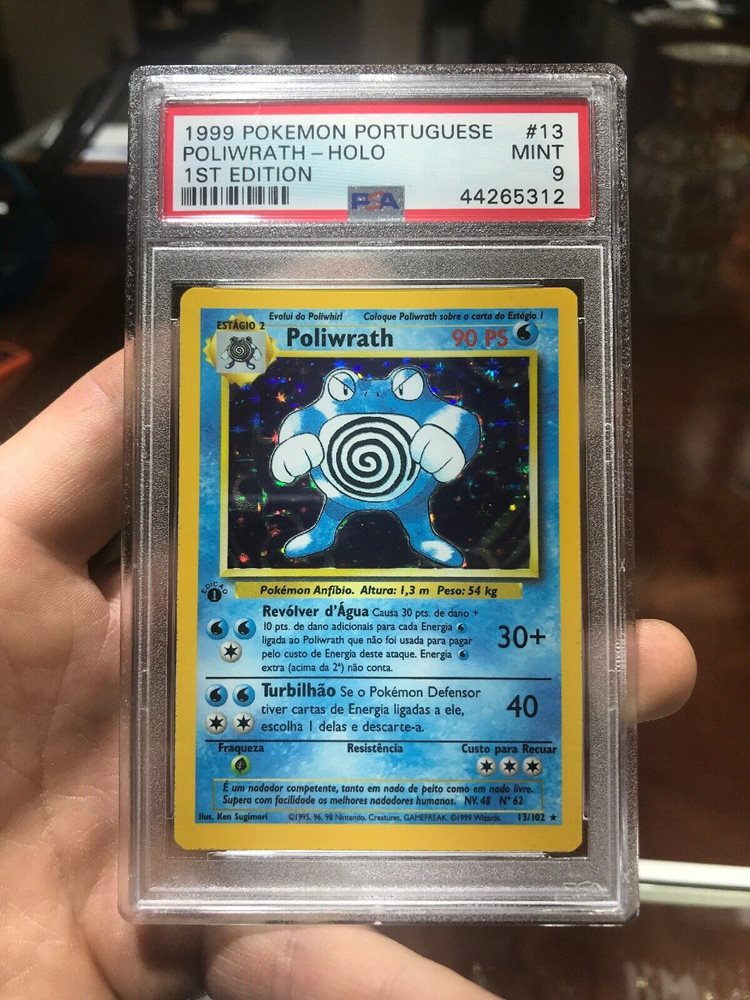 1999 POKEMON PORTUGUESE #13
POLIWRATH – HOLO MINT
1ST EDITION 9
PSA 44265312
Evolui do Poliwhirl Coloque Poliwrath sobre a carta do Estágio 1
ESTÁGIO 2
Poliwrath 90 PS
EDIÇÃO
1
Pokémon Anfíbio. Altura: 1,3 m Peso: 54 kg
Revólver d'Água Causa 30 pts. de dano +
10 pts. de dano adicionais para cada Energia
ligada ao Poliwrath que não foi usada para pagar
pelo custo de Energia deste ataque. Energia
extra (acima da 2ª) não conta.
30+
Turbilhão Se o Pokémon Defensor
tiver cartas de Energia ligadas a ele,
escolha 1 delas e descarte-a.
40
Fraqueza Resistência Custo para Recuar
É um nadador competente, tanto em nado de peito como em nado livre.
Supera com facilidade os melhores nadadores humanos. NV. 48 Nº 62
Ilus. Ken Sugimori ©1995, 96, 98 Nintendo, Creatures, GAMEFREAK. ©1999 Wizards. 13/102 ★